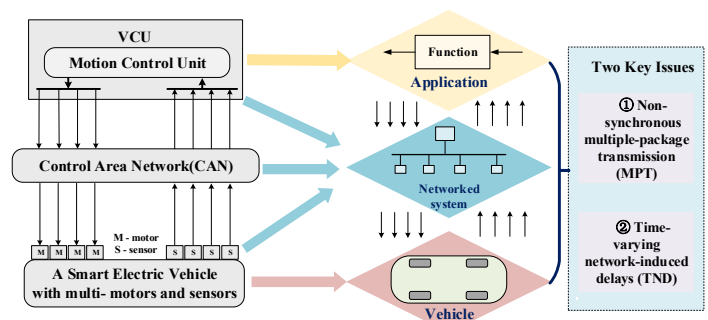 VCU
Motion Control Unit
Control Area Network(CAN)
M - motor
S - sensor
M M M M S S S S
A Smart Electric Vehicle
with multi- motors and sensors
Function
Application
Networked
system
Vehicle
Two Key Issues
① Non-
synchronous
multiple-package
transmission
(MPT)
② Time-
varying
network-induced
delays (TND)